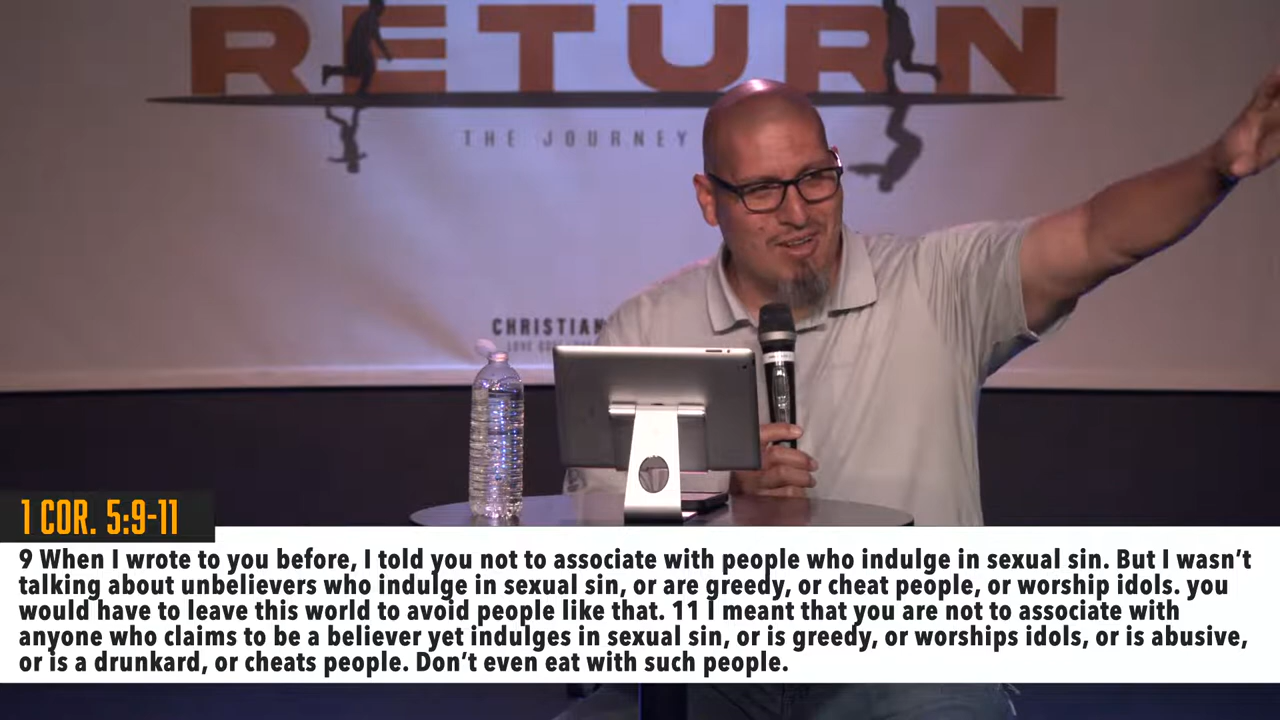 RETURN
THE JOURNEY
CHRISTIAN
1 COR. 5:9-11
9 When I wrote to you before, I told you not to associate with people who indulge in sexual sin. But I wasn’t
talking about unbelievers who indulge in sexual sin, or are greedy, or cheat people, or worship idols. you
would have to leave this world to avoid people like that. 11 I meant that you are not to associate with
anyone who claims to be a believer yet indulges in sexual sin, or is greedy, or worships idols, or is abusive,
or is a drunkard, or cheats people. Don’t even eat with such people.